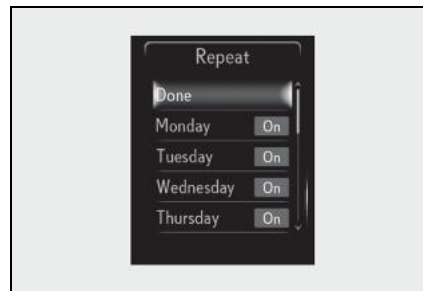 Repeat
Done
Monday On
Tuesday On
Wednesday On
Thursday On